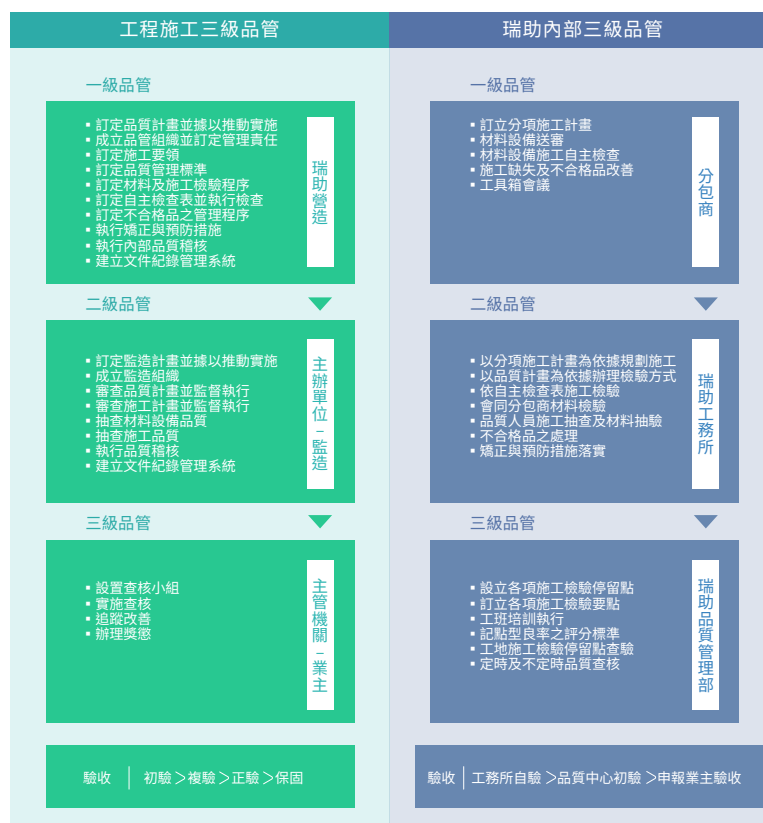 工程施工三級品管
一級品管
訂定品質計畫並據以推動實施
成立品管組織並訂定管理責任
訂定施工要領
訂定品質管理標準
訂定材料及施工檢驗程序
訂定自主檢查表並執行檢查
訂定不合格品之管理程序
執行矯正與預防措施
執行內部品質稽核
建立文件紀錄管理系統
瑞助營造
二級品管
訂定監造計畫並據以推動實施
成立監造組織
審查品質計畫並監督執行
審查施工計畫並監督執行
抽查材料設備品質
抽查施工品質
執行品質稽核
建立文件紀錄管理系統
主辦單位–監造
三級品管
設置查核小組
實施查核
追蹤改善
辦理獎懲
主管機關–業主
驗收 | 初驗＞複驗＞正驗＞保固
瑞助內部三級品管
一級品管
訂立分項施工計畫
材料設備送審
材料設備施工自主檢查
施工缺失及不合格品改善
工具箱會議
分包商
二級品管
以分項施工計畫為依據規劃施工
以品質計畫為依據辦理檢驗方式
依自主檢查表施工檢驗
會同分包商材料檢驗
品質人員施工抽查及材料抽驗
不合格品之處理
矯正與預防措施落實
瑞助工務所
三級品管
設立各項施工檢驗停留點
訂立各項施工檢驗要點
工班培訓執行
記點型良率之評分標準
工地施工檢驗停留點查驗
定時及不定時品質查核
瑞助品質管理部
驗收 | 工務所自驗＞品質中心初驗＞申報業主驗收